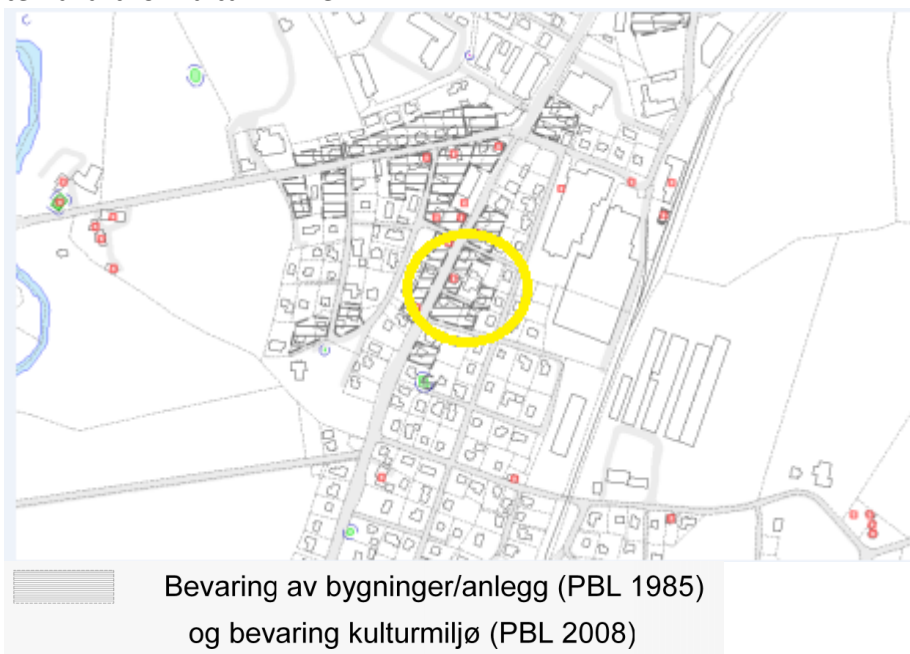 Bevaring av bygninger/anlegg (PBL 1985)
og bevaring kulturmiljø (PBL 2008)